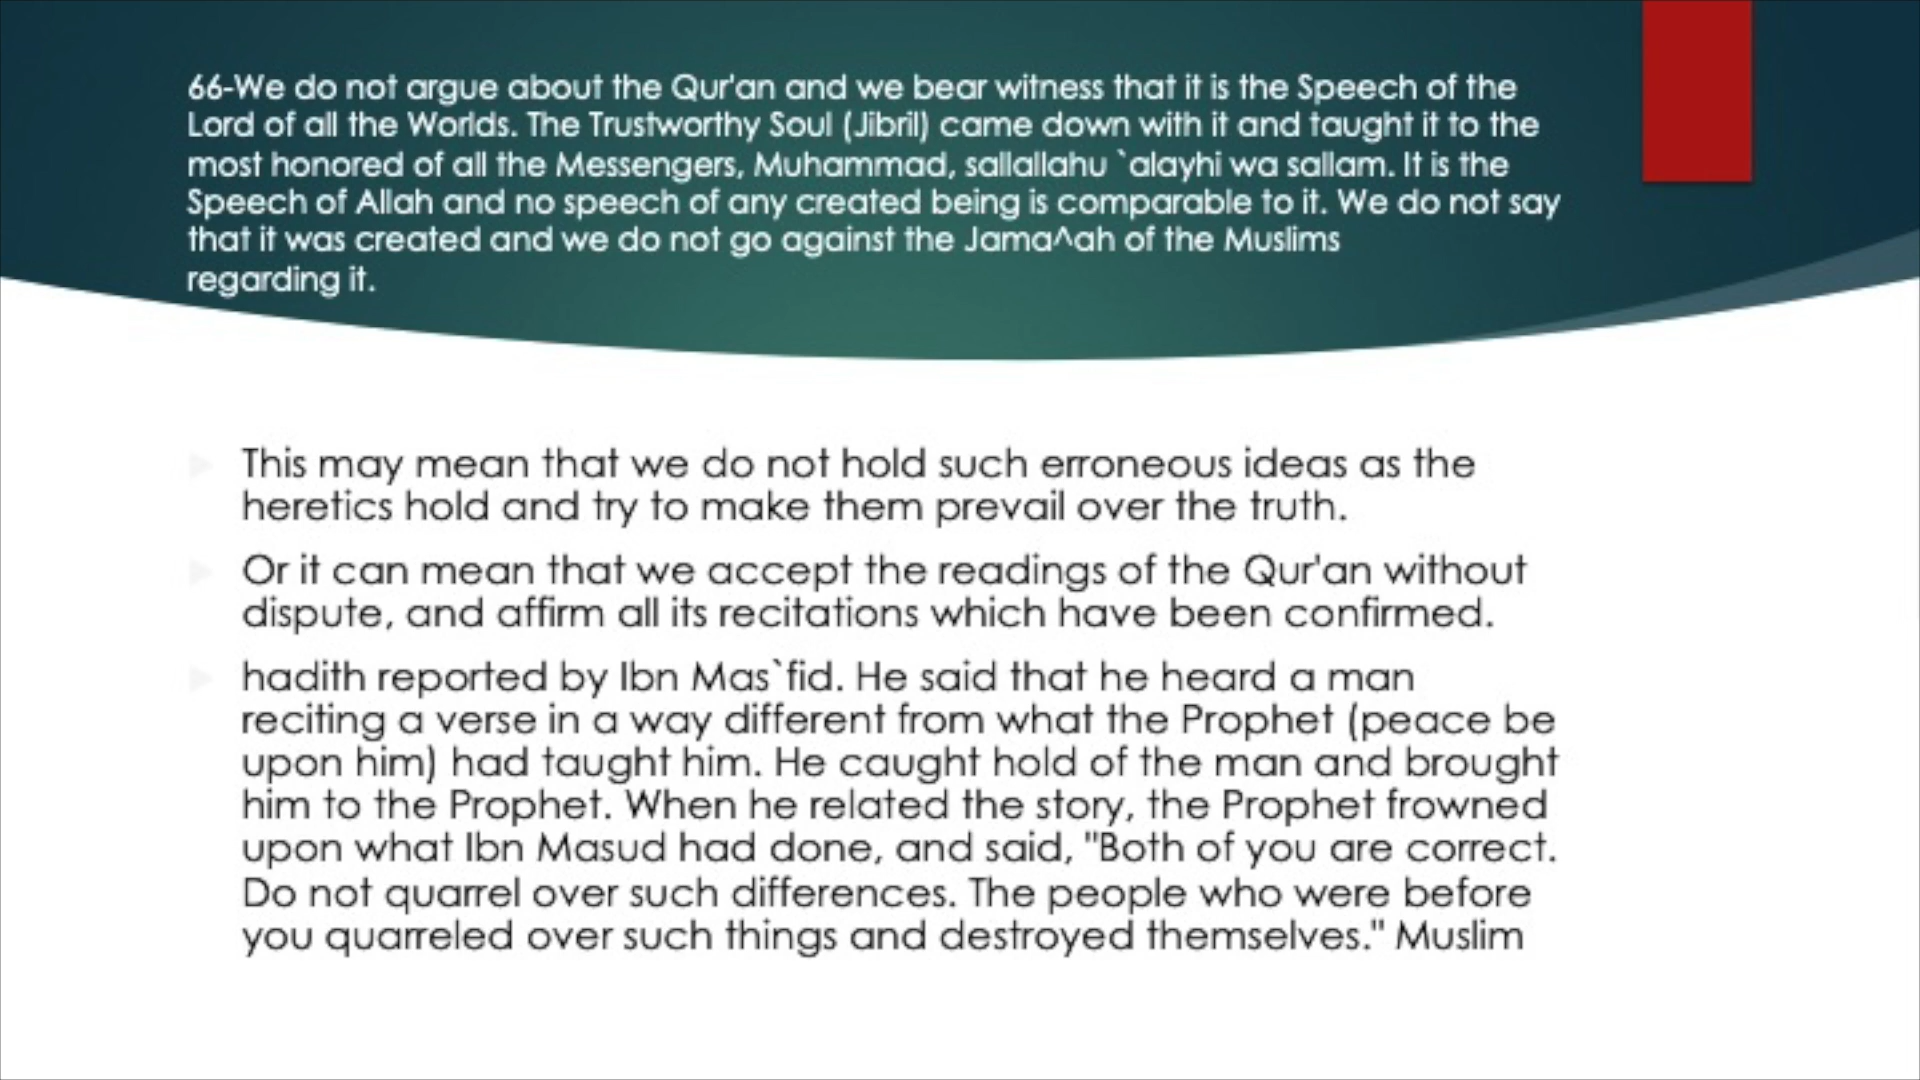 66-We do not argue about the Qur'an and we bear witness that it is the Speech of the
Lord of all the Worlds. The Trustworthy Soul (Jibril) came down with it and taught it to the
most honored of all the Messengers, Muhammad, sallallahu `alayhi wa sallam. It is the
Speech of Allah and no speech of any created being is comparable to it. We do not say
that it was created and we do not go against the Jama^ah of the Muslims
regarding it.
This may mean that we do not hold such erroneous ideas as the
heretics hold and try to make them prevail over the truth.
Or it can mean that we accept the readings of the Qur'an without
dispute, and affirm all its recitations which have been confirmed.
hadith reported by Ibn Mas`fid. He said that he heard a man
reciting a verse in a way different from what the Prophet (peace be
upon him) had taught him. He caught hold of the man and brought
him to the Prophet. When he related the story, the Prophet frowned
upon what Ibn Masud had done, and said, "Both of you are correct.
Do not quarrel over such differences. The people who were before
you quarreled over such things and destroyed themselves." Muslim